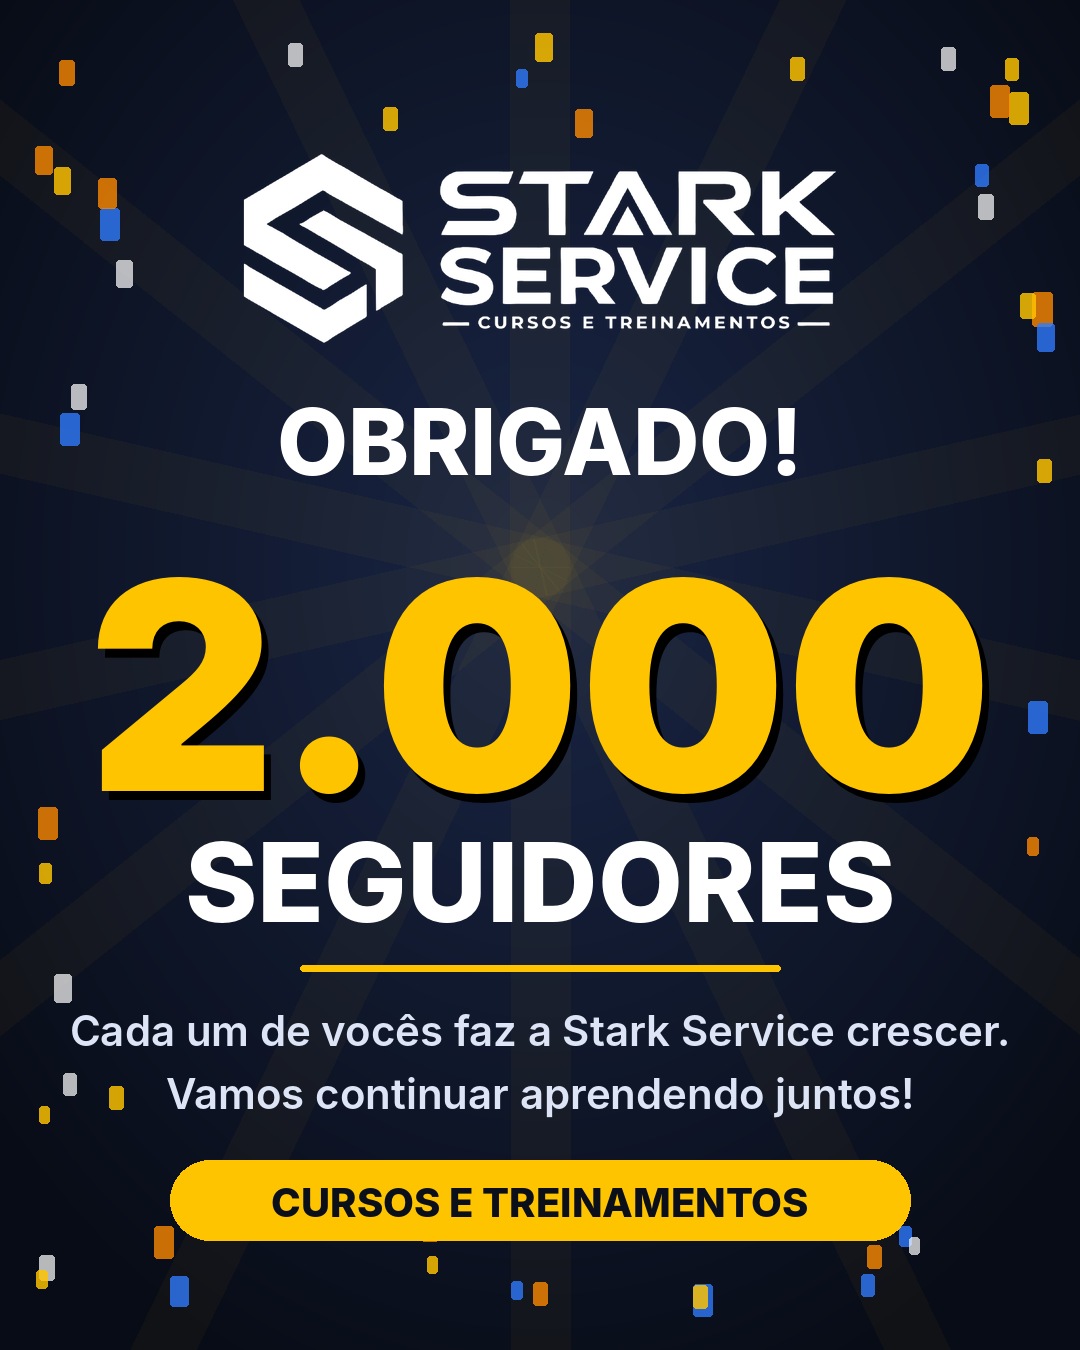 STARK
SERVICE
CURSOS E TREINAMENTOS
OBRIGADO!
2.000
SEGUIDORES
Cada um de vocês faz a Stark Service crescer.
Vamos continuar aprendendo juntos!
CURSOS E TREINAMENTOS